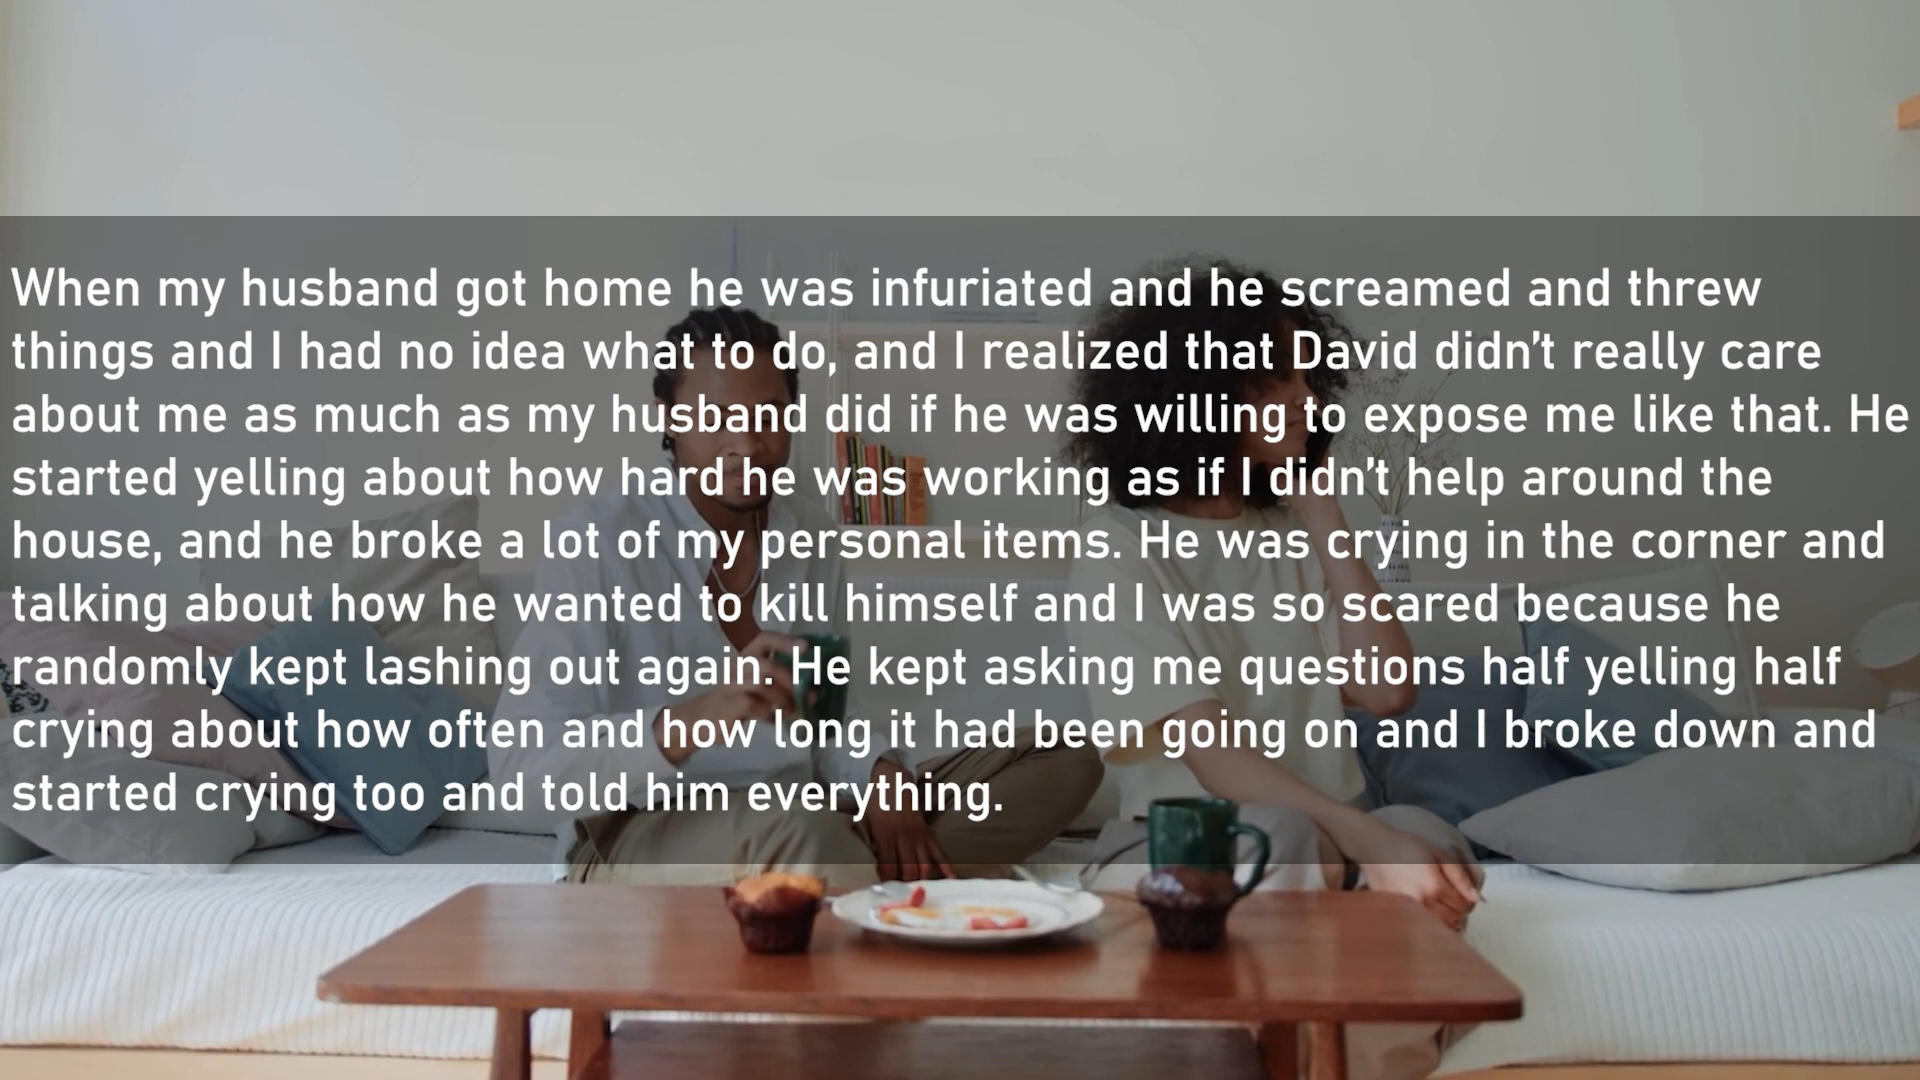 When my husband got home he was infuriated and he screamed and threw
things and I had no idea what to do, and I realized that David didn't really care
about me as much as my husband did if he was willing to expose me like that. He
started yelling about how hard he was working as if I didn't help around the
house, and he broke a lot of my personal items. He was crying in the corner and
talking about how he wanted to kill himself and I was so scared because he
randomly kept lashing out again. He kept asking me questions half yelling half
crying about how often and how long it had been going on and I broke down and
started crying too and told him everything.